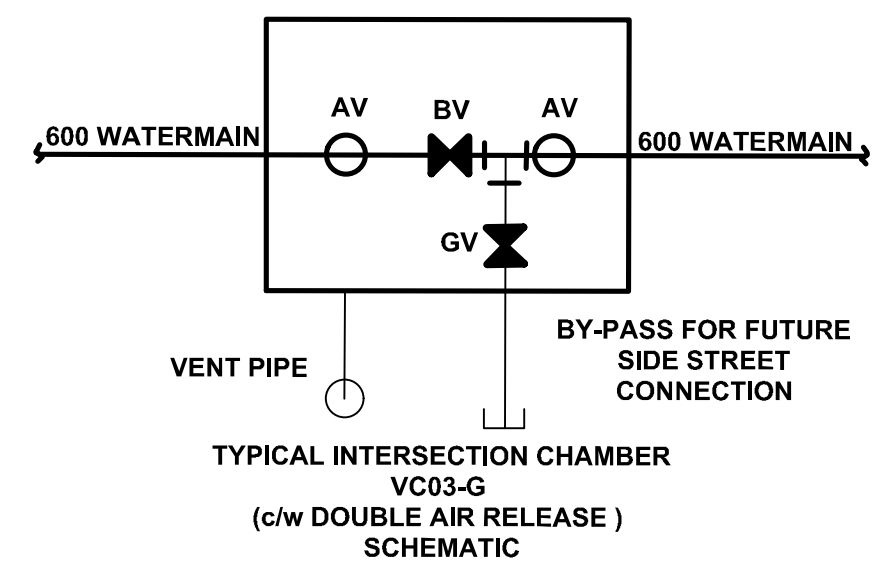 AV
BV
AV
600 WATERMAIN
600 WATERMAIN
GV
BY-PASS FOR FUTURE
SIDE STREET
CONNECTION
VENT PIPE
TYPICAL INTERSECTION CHAMBER
VC03-G
(c/w DOUBLE AIR RELEASE )
SCHEMATIC